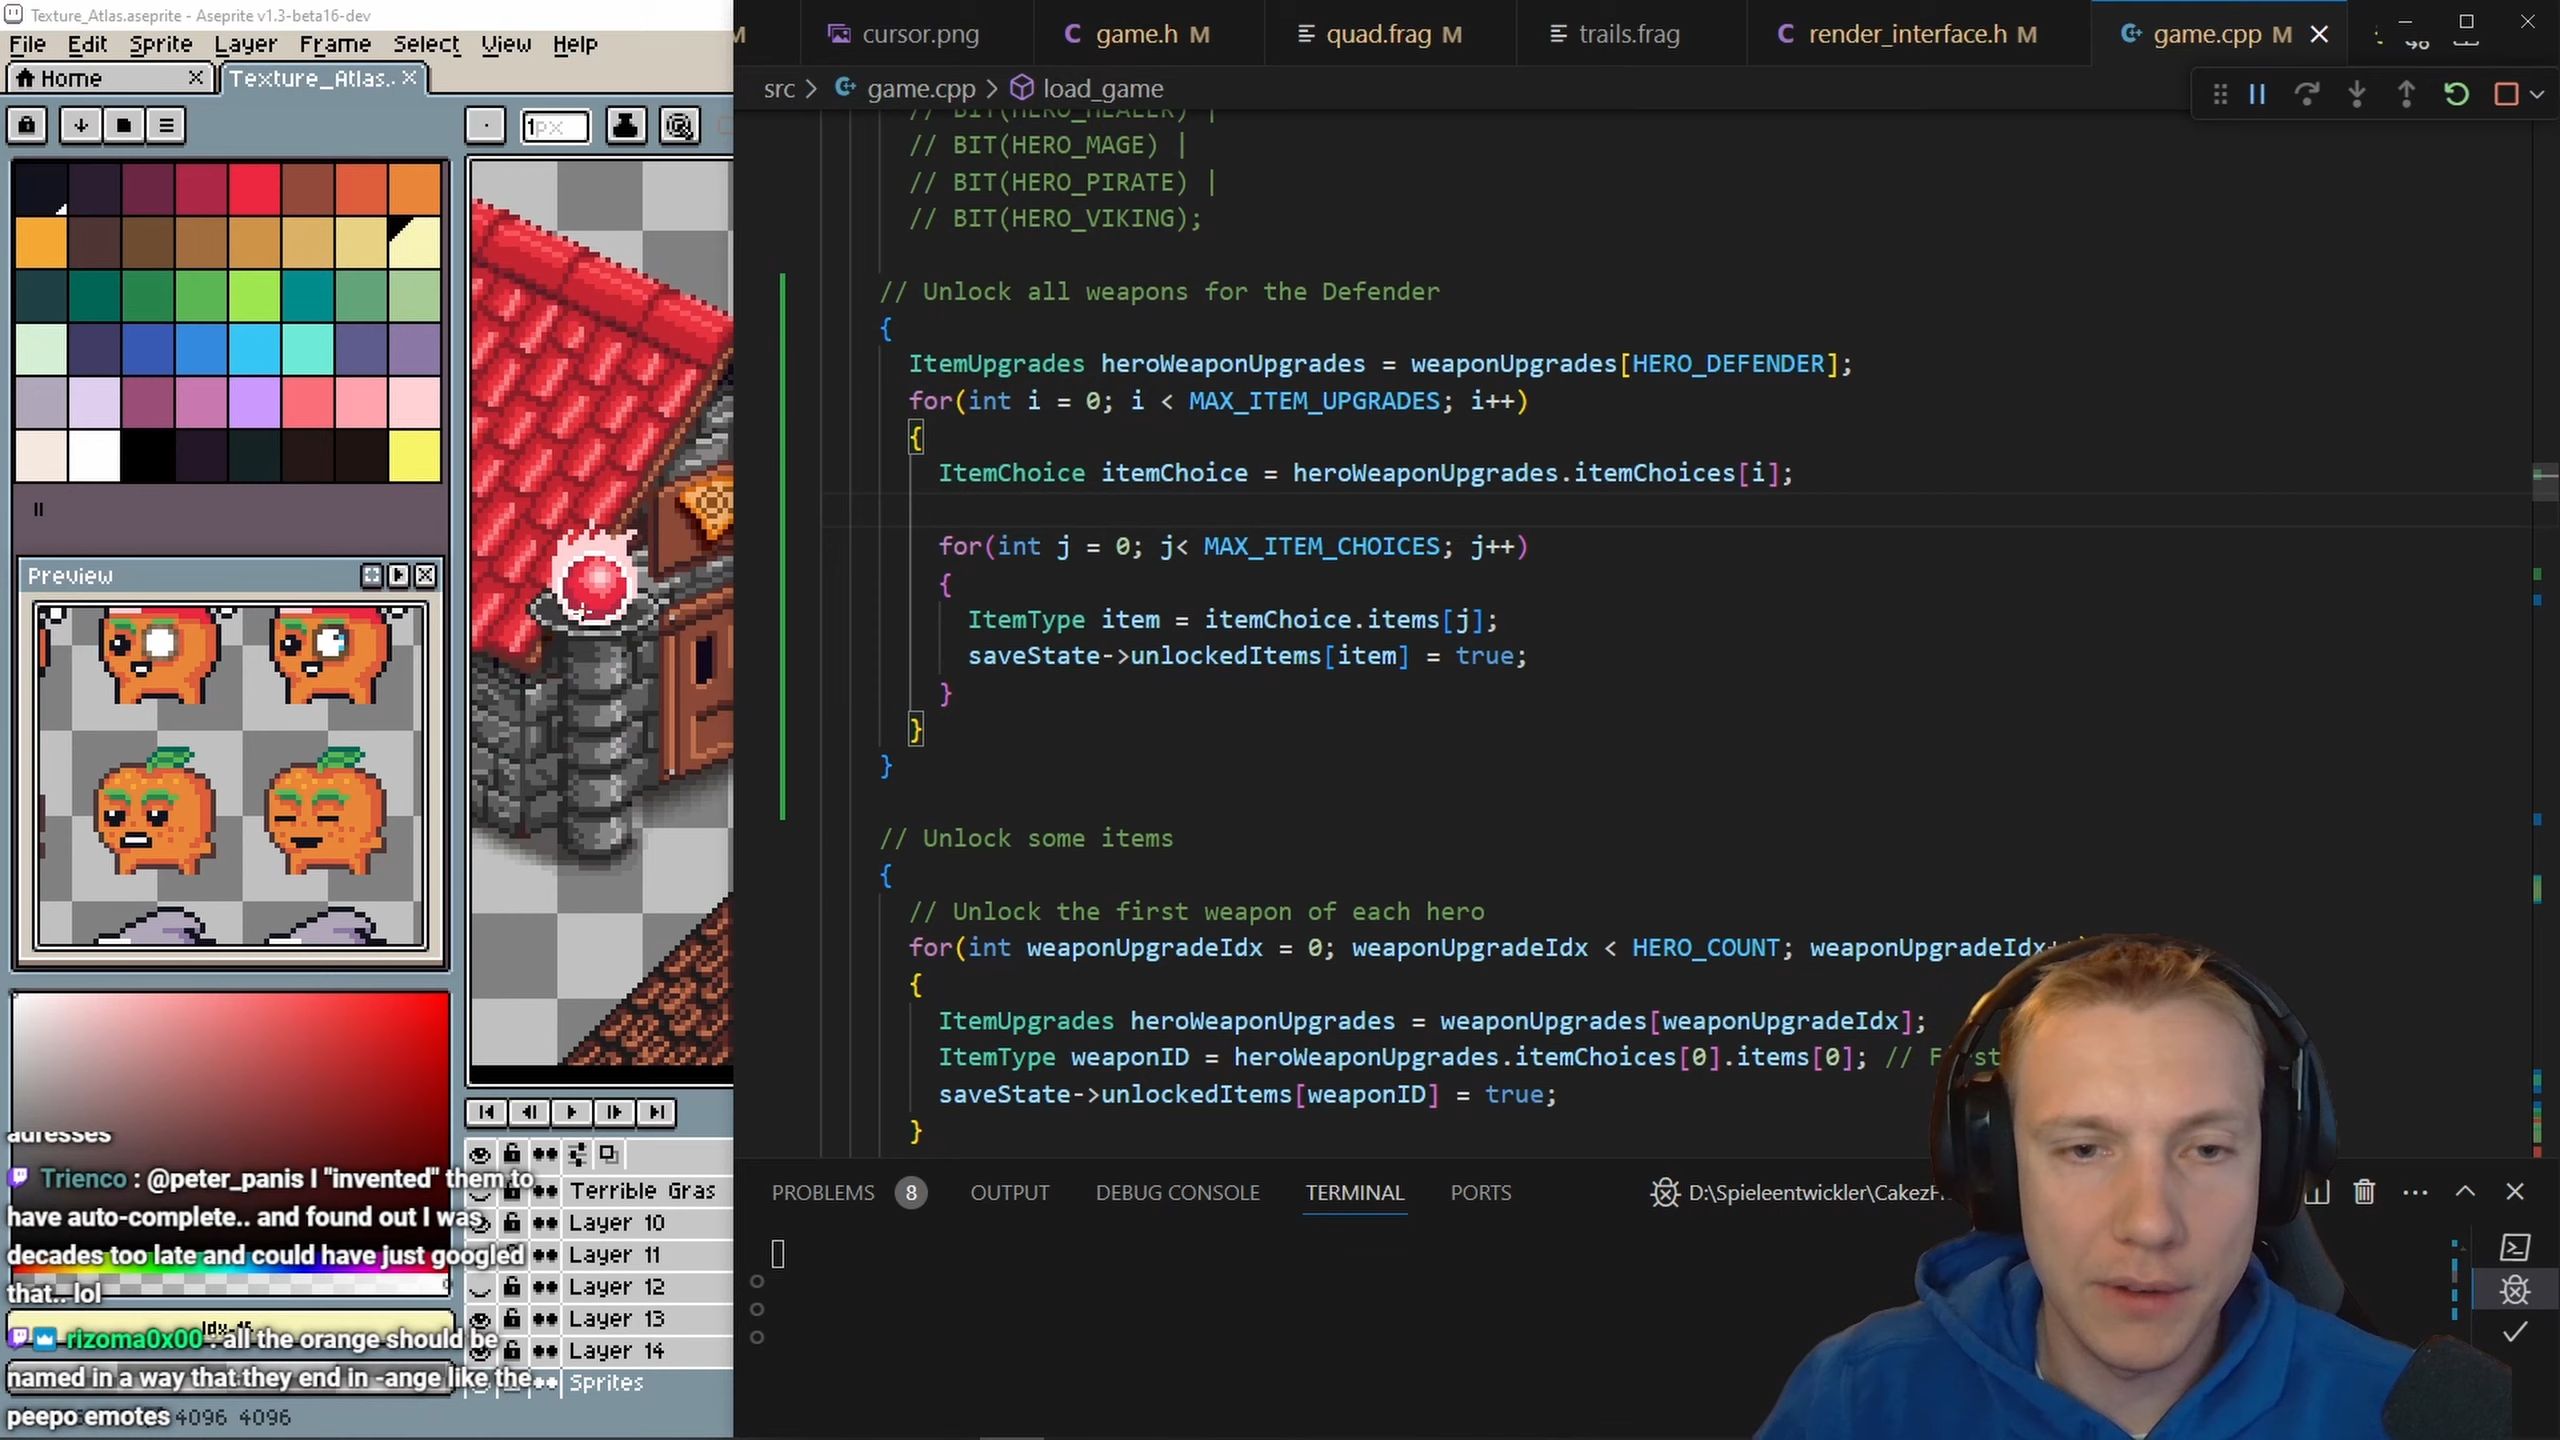 Texture_Atlas.aseprite - Aseprite v1.3-beta16-dev
File Edit Sprite Layer Frame Select View Help
Home
Texture_Atlas..
1px
Preview
adresses
Trienco : @peter_panis I "invented" them to
have auto-complete.. and found out I was
decades too late and could have just googled
that.. lol
rizoma0x00 : all the orange should be
named in a way that they end in -ange like the
peepo emotes
4096 4096
Terrible Gras
Layer 10
Layer 11
Layer 12
Layer 13
Layer 14
Sprites
M
cursor.png
game.h M
quad.frag M
trails.frag
render_interface.h M
game.cpp M
src > game.cpp > load_game
// BIT(HERO_HEALER) |
// BIT(HERO_MAGE) |
// BIT(HERO_PIRATE) |
// BIT(HERO_VIKING);
// Unlock all weapons for the Defender
{
ItemUpgrades heroWeaponUpgrades = weaponUpgrades[HERO_DEFENDER];
for(int i = 0; i < MAX_ITEM_UPGRADES; i++)
{
ItemChoice itemChoice = heroWeaponUpgrades.itemChoices[i];
for(int j = 0; j< MAX_ITEM_CHOICES; j++)
{
ItemType item = itemChoice.items[j];
saveState->unlockedItems[item] = true;
}
}
}
// Unlock some items
{
// Unlock the first weapon of each hero
for(int weaponUpgradeIdx = 0; weaponUpgradeIdx < HERO_COUNT; weaponUpgradeIdx
{
ItemUpgrades heroWeaponUpgrades = weaponUpgrades[weaponUpgradeIdx];
ItemType weaponID = heroWeaponUpgrades.itemChoices[0].items[0]; //
saveState->unlockedItems[weaponID] = true;
}
PROBLEMS 8 OUTPUT DEBUG CONSOLE TERMINAL PORTS
D:\Spieleentwickler\CakezF